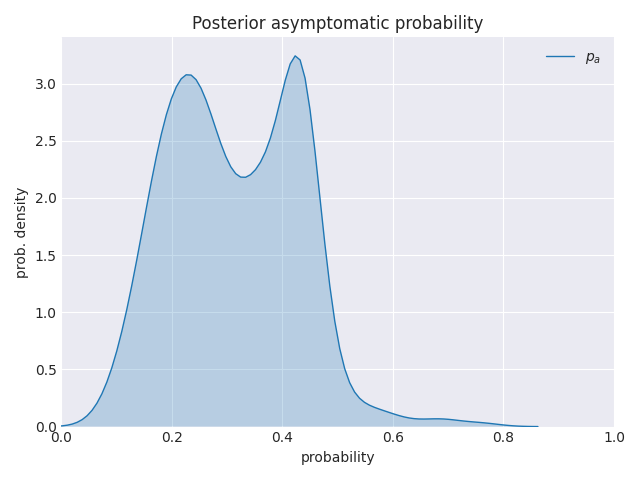 Posterior asymptomatic probability
pₐ
prob. density
3.0
2.5
2.0
1.5
1.0
0.5
0.0
0.0 0.2 0.4 0.6 0.8 1.0
probability